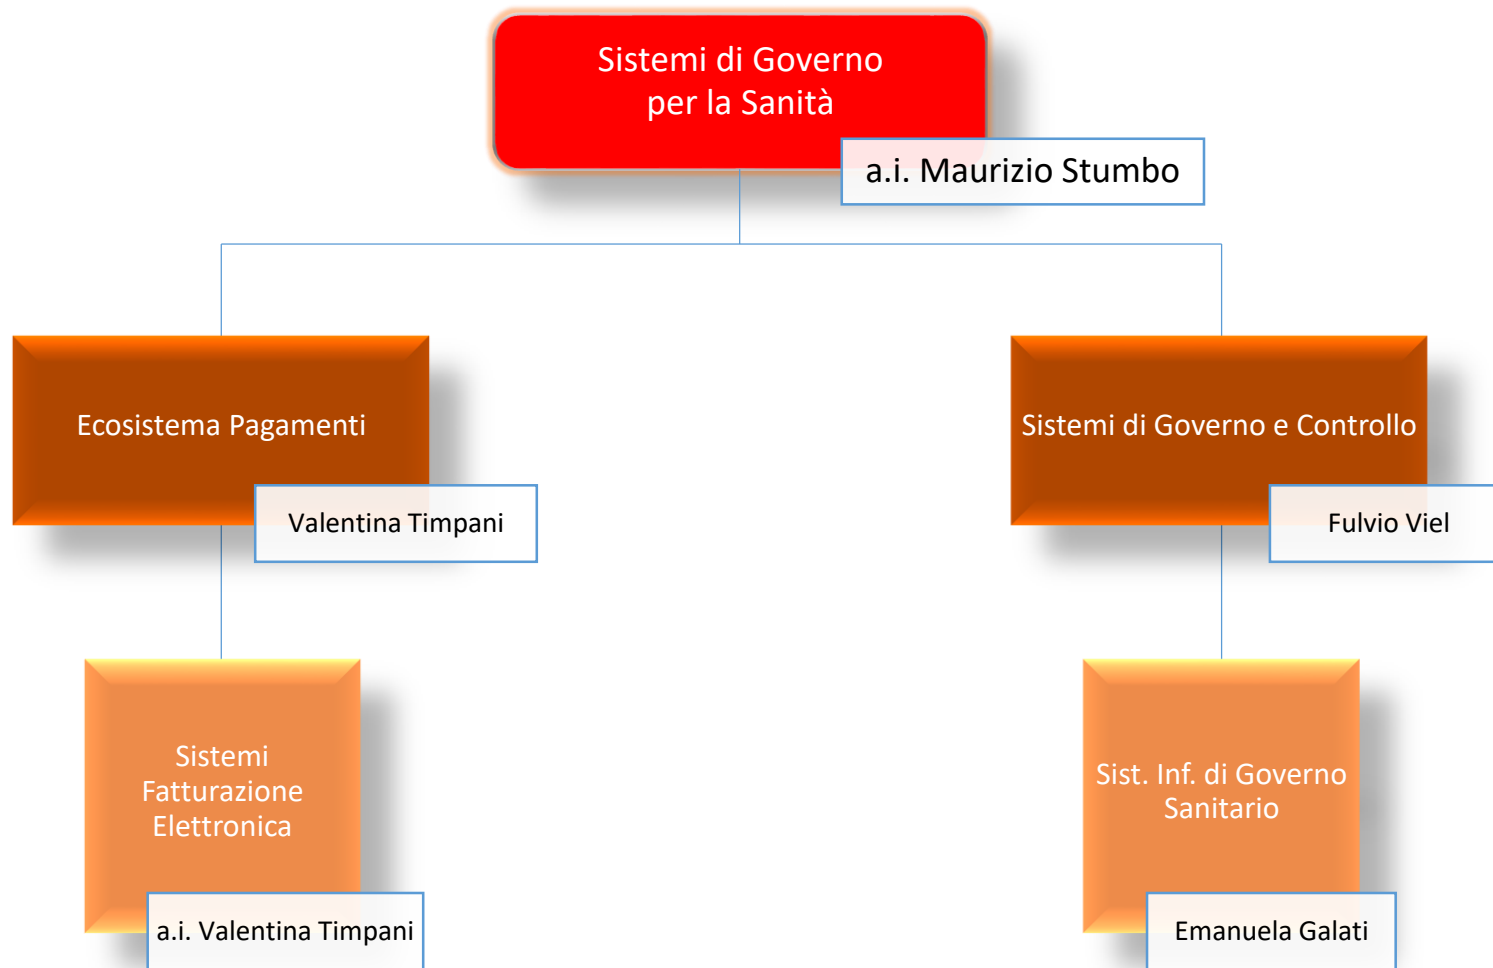 Sistemi di Governo
per la Sanità
a.i. Maurizio Stumbo
Ecosistema Pagamenti
Valentina Timpani
Sistemi di Governo e Controllo
Fulvio Viel
Sistemi
Fatturazione
Elettronica
a.i. Valentina Timpani
Sist. Inf. di Governo
Sanitario
Emanuela Galati